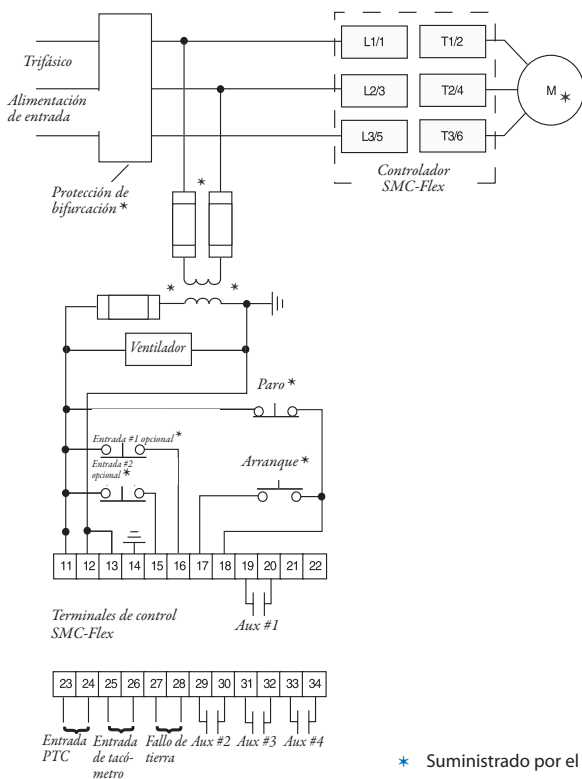 Trifásico
Alimentación
de entrada
L1/1 T1/2
L2/3 T2/4
M *
L3/5 T3/6
Controlador
SMC-Flex
Protección de
bifurcación *
*
* *
Ventilador
Paro *
Entrada #1 opcional *
Entrada #2
opcional *
Arranque *
11 12 13 14 15 16 17 18 19 20 21 22
Terminales de control
SMC-Flex
Aux #1
23 24 25 26 27 28 29 30 31 32 33 34
Entrada
PTC
Entrada
de tacó-
metro
Fallo de
tierra
Aux #2 Aux #3 Aux #4
* Suministrado por el